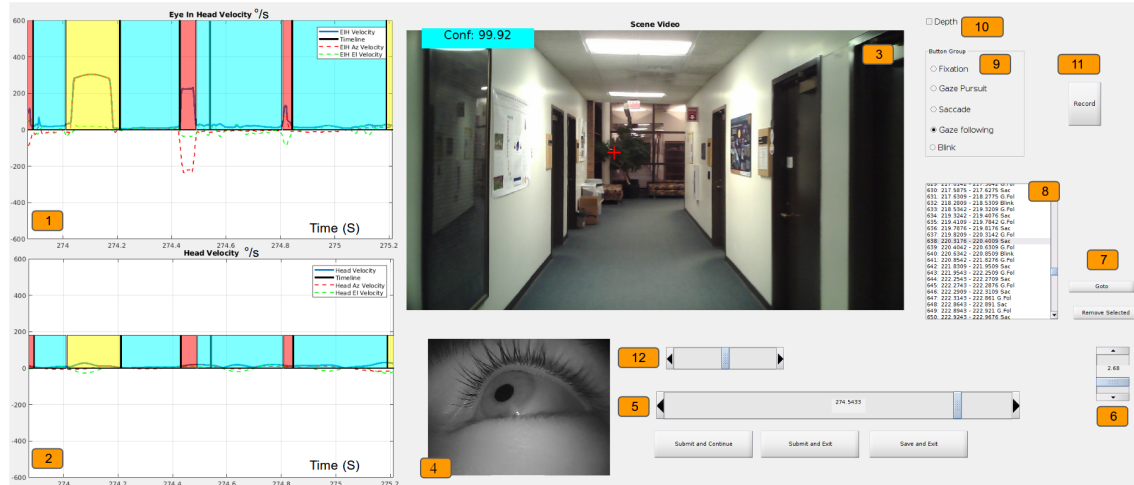 Eye In Head Velocity °/S
600
400
200
0
-200
-400
-600
EIH Velocity
Timeline
EIH Az Velocity
EIH El Velocity
1
Time (S)
274
274.2
274.4
274.6
274.8
275
275.2
Head Velocity °/S
600
400
200
0
-200
-400
-600
Head Velocity
Timeline
Head Az Velocity
Head El Velocity
2
Time (S)
274
274.2
274.4
274.6
274.8
275
275.2
Scene Video
Conf: 99.92
3
4
12
5
274.5433
Submit and Continue
Submit and Exit
Save and Exit
Depth
10
Button Group
9
Fixation
Gaze Pursuit
Saccade
Gaze following
Blink
11
Record
8
630: 217.5875 - 217.6275 Sac
631: 217.6309 - 218.2775 G.Fol
632: 218.2809 - 218.5309 Blink
633: 218.5342 - 219.3209 G.Fol
634: 219.3242 - 219.4076 Sac
635: 219.4109 - 219.7842 G.Fol
636: 219.7876 - 219.8176 Sac
637: 219.8209 - 220.3142 G.Fol
638: 220.3176 - 220.4009 Sac
639: 220.4042 - 220.6309 G.Fol
640: 220.6342 - 220.8509 Blink
641: 220.8542 - 221.8276 G.Fol
642: 221.8309 - 221.9509 Sac
643: 221.9543 - 222.2509 G.Fol
644: 222.2543 - 222.2709 Sac
645: 222.2743 - 222.2876 G.Fol
646: 222.2909 - 222.3109 Sac
647: 222.3143 - 222.861 G.Fol
648: 222.8643 - 222.891 Sac
649: 222.8943 - 222.921 G.Fol
650: 222.9243 - 222.9676 Sac
7
Goto
Remove Selected
2.68
6